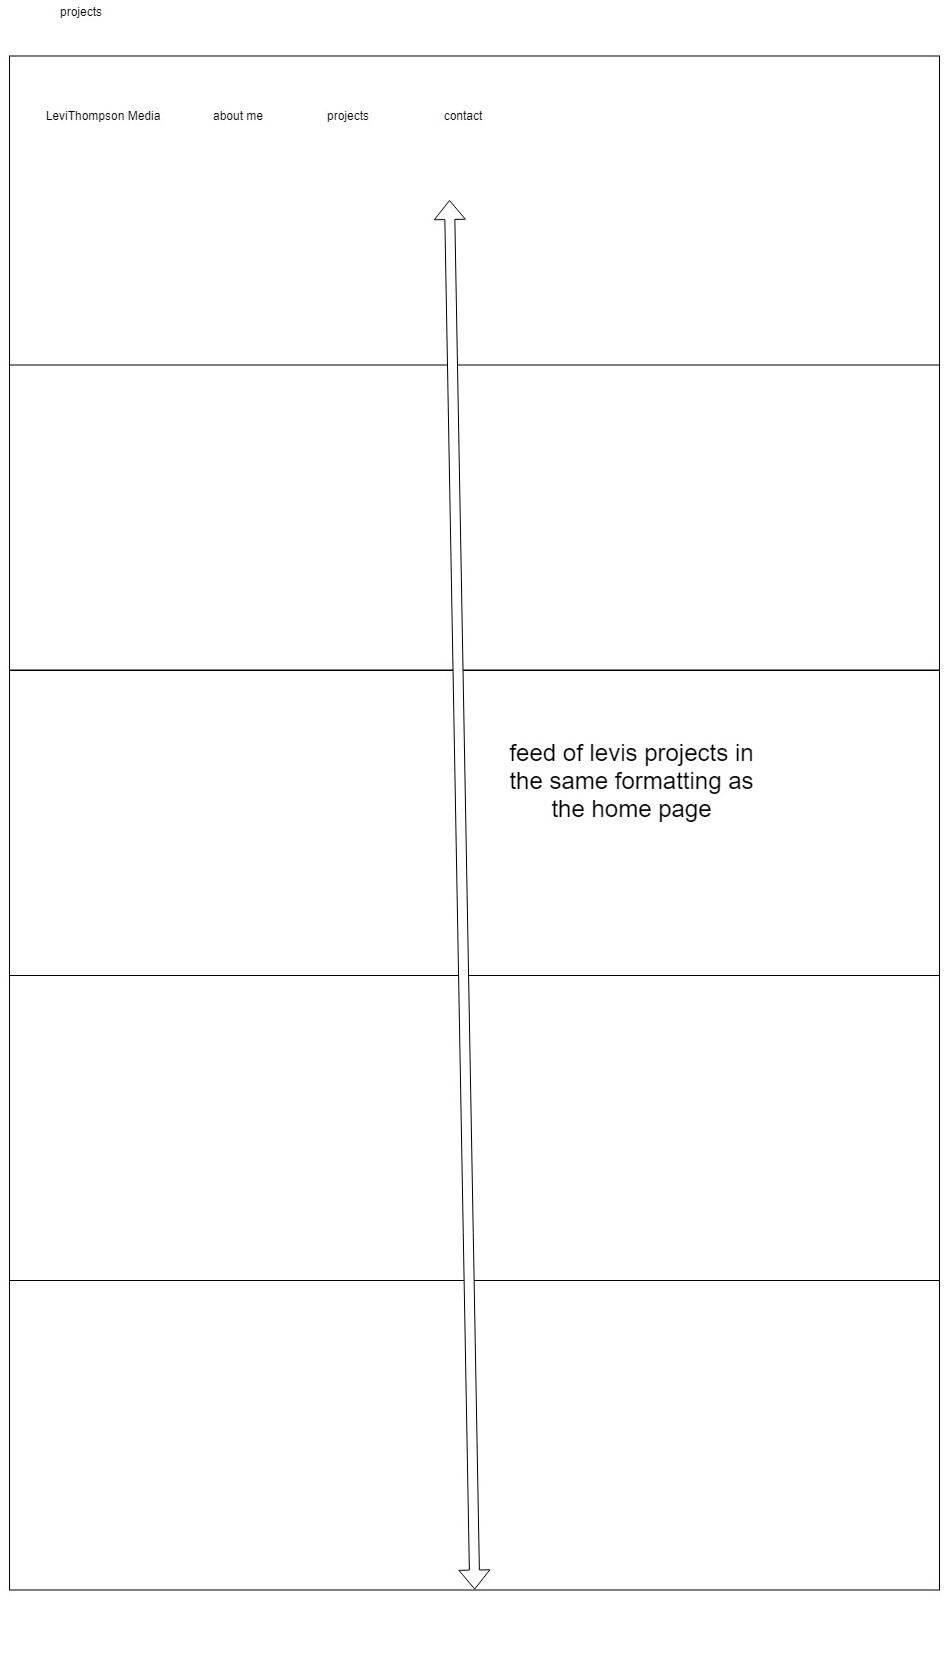 projects
LeviThompson Media about me projects contact
feed of levis projects in
the same formatting as
the home page